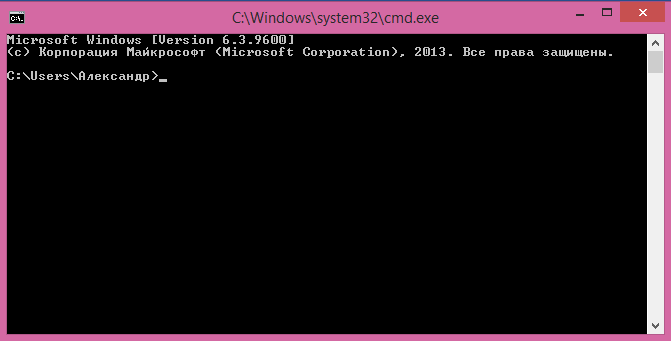 C:\Windows\system32\cmd.exe
Microsoft Windows [Version 6.3.9600]
(c) Корпорация Майкрософт (Microsoft Corporation), 2013. Все права защищены.
C:\Users\Александр>_